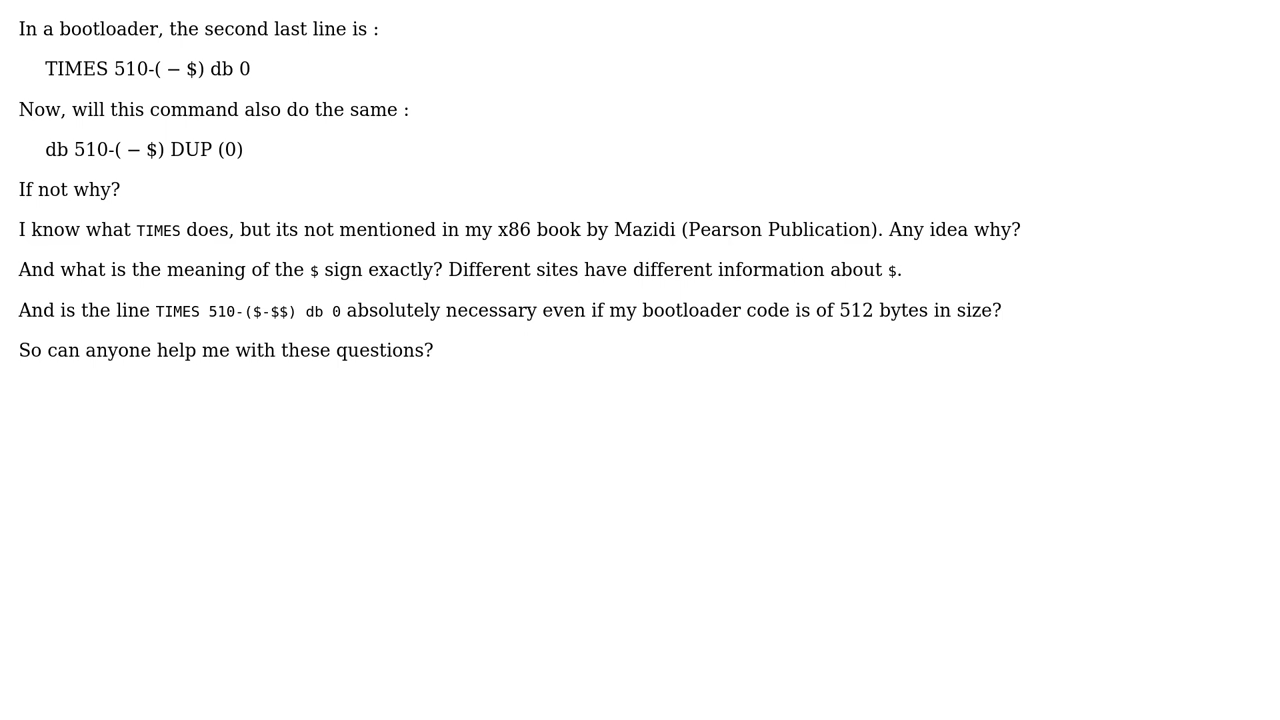 In a bootloader, the second last line is :
TIMES 510-( − $) db 0
Now, will this command also do the same :
db 510-( − $) DUP (0)
If not why?
I know what TIMES does, but its not mentioned in my x86 book by Mazidi (Pearson Publication). Any idea why?
And what is the meaning of the $ sign exactly? Different sites have different information about $.
And is the line TIMES 510-($-$$) db 0 absolutely necessary even if my bootloader code is of 512 bytes in size?
So can anyone help me with these questions?